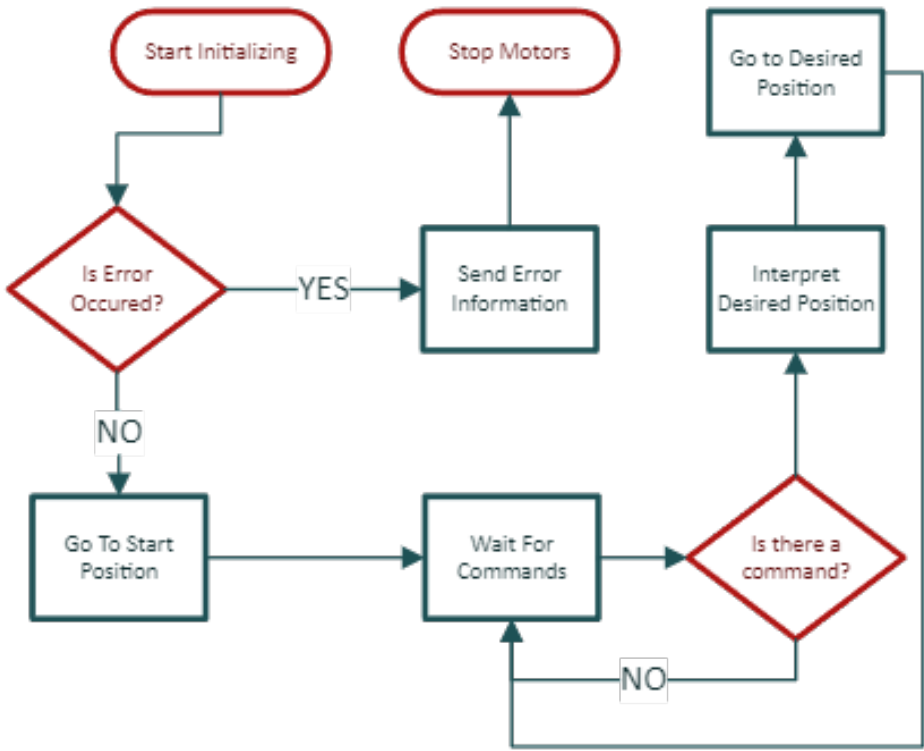 Start Initializing
Stop Motors
Go to Desired
Position
Is Error
Occured?
YES
Send Error
Information
Interpret
Desired Position
NO
Go To Start
Position
Wait For
Commands
Is there a
command?
NO